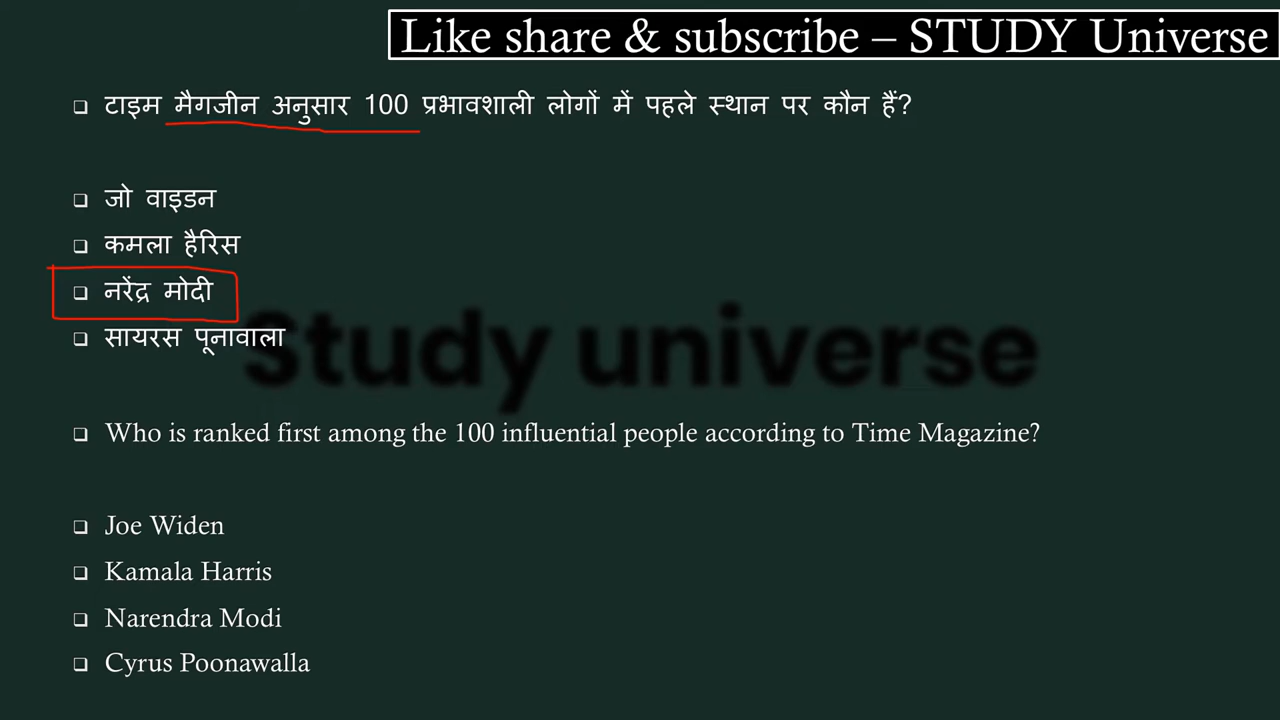 Like share & subscribe – STUDY Universe
टाइम मैगजीन अनुसार 100 प्रभावशाली लोगों में पहले स्थान पर कौन हैं?
जो वाइडन
कमला हैरिस
नरेंद्र मोदी
सायरस पूनावाला
Study universe
Who is ranked first among the 100 influential people according to Time Magazine?
Joe Widen
Kamala Harris
Narendra Modi
Cyrus Poonawalla